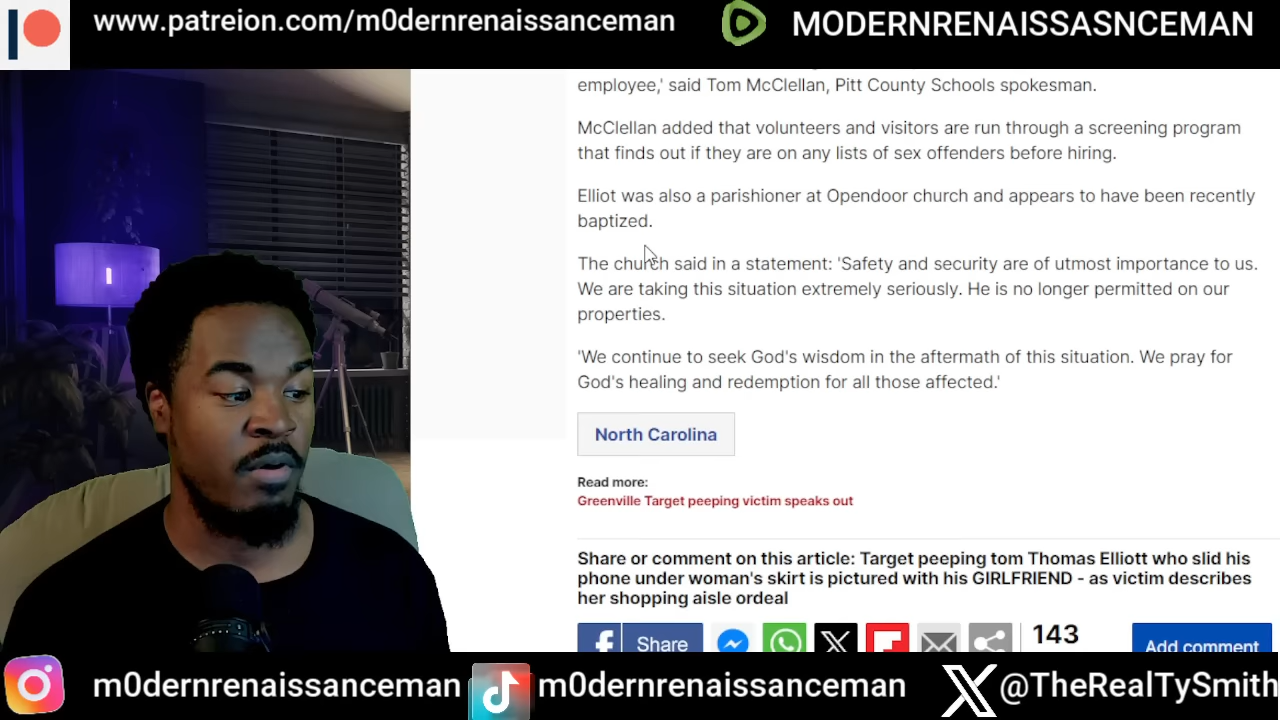 www.patreion.com/m0dernrenaissanceman
M0DERNRENAISSASNCEMAN
employee,' said Tom McClellan, Pitt County Schools spokesman.
McClellan added that volunteers and visitors are run through a screening program
that finds out if they are on any lists of sex offenders before hiring.
Elliot was also a parishioner at Opendoor church and appears to have been recently
baptized.
The church said in a statement: 'Safety and security are of utmost importance to us.
We are taking this situation extremely seriously. He is no longer permitted on our
properties.
'We continue to seek God's wisdom in the aftermath of this situation. We pray for
God's healing and redemption for all those affected.'
North Carolina
Read more:
Greenville Target peeping victim speaks out
Share or comment on this article: Target peeping tom Thomas Elliott who slid his
phone under woman's skirt is pictured with his GIRLFRIEND - as victim describes
her shopping aisle ordeal
Share
143
Add comment
m0dernrenaissanceman
m0dernrenaissanceman
@TheRealTySmith